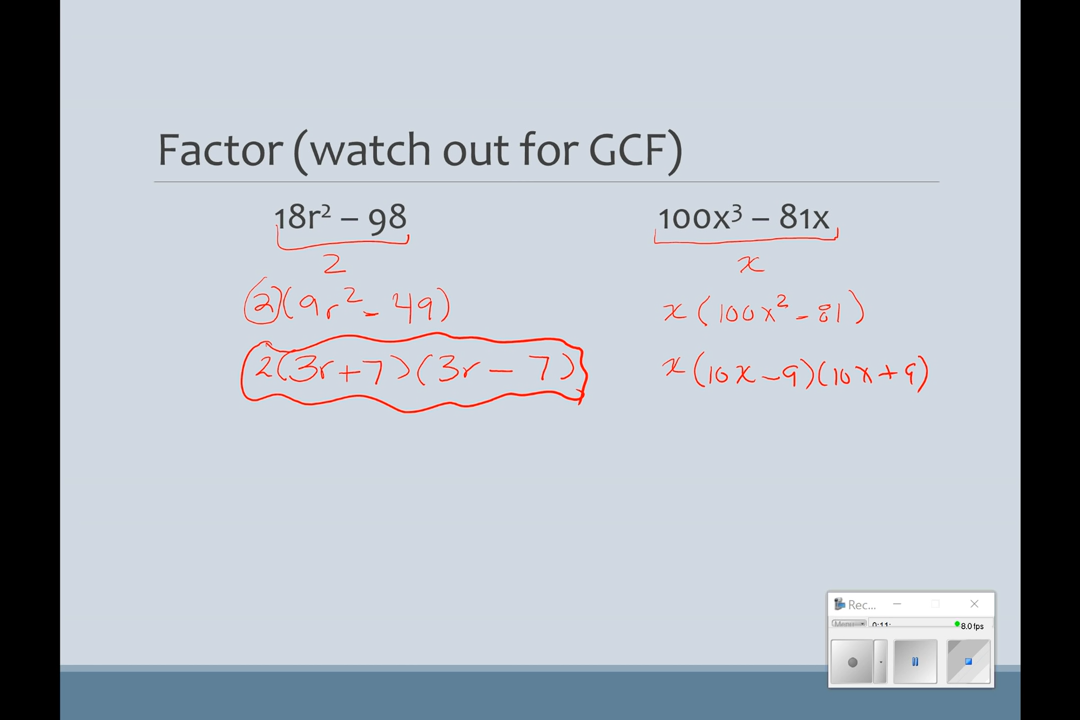 Factor (watch out for GCF)
18r² – 98
2
2(9r² - 49)
2(3r+7)(3r - 7)
100x³ – 81x
x
x(100x² - 81)
x(10x - 9)(10x + 9)
Rec...
Menu
8.0 fps